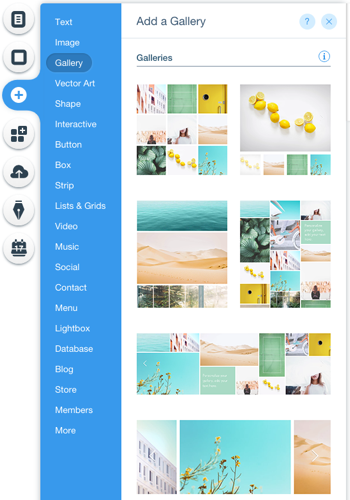 Text
Image
Gallery
Vector Art
Shape
Interactive
Button
Box
Strip
Lists & Grids
Video
Music
Social
Contact
Menu
Lightbox
Database
Blog
Store
Members
More
Add a Gallery
?
Galleries
17